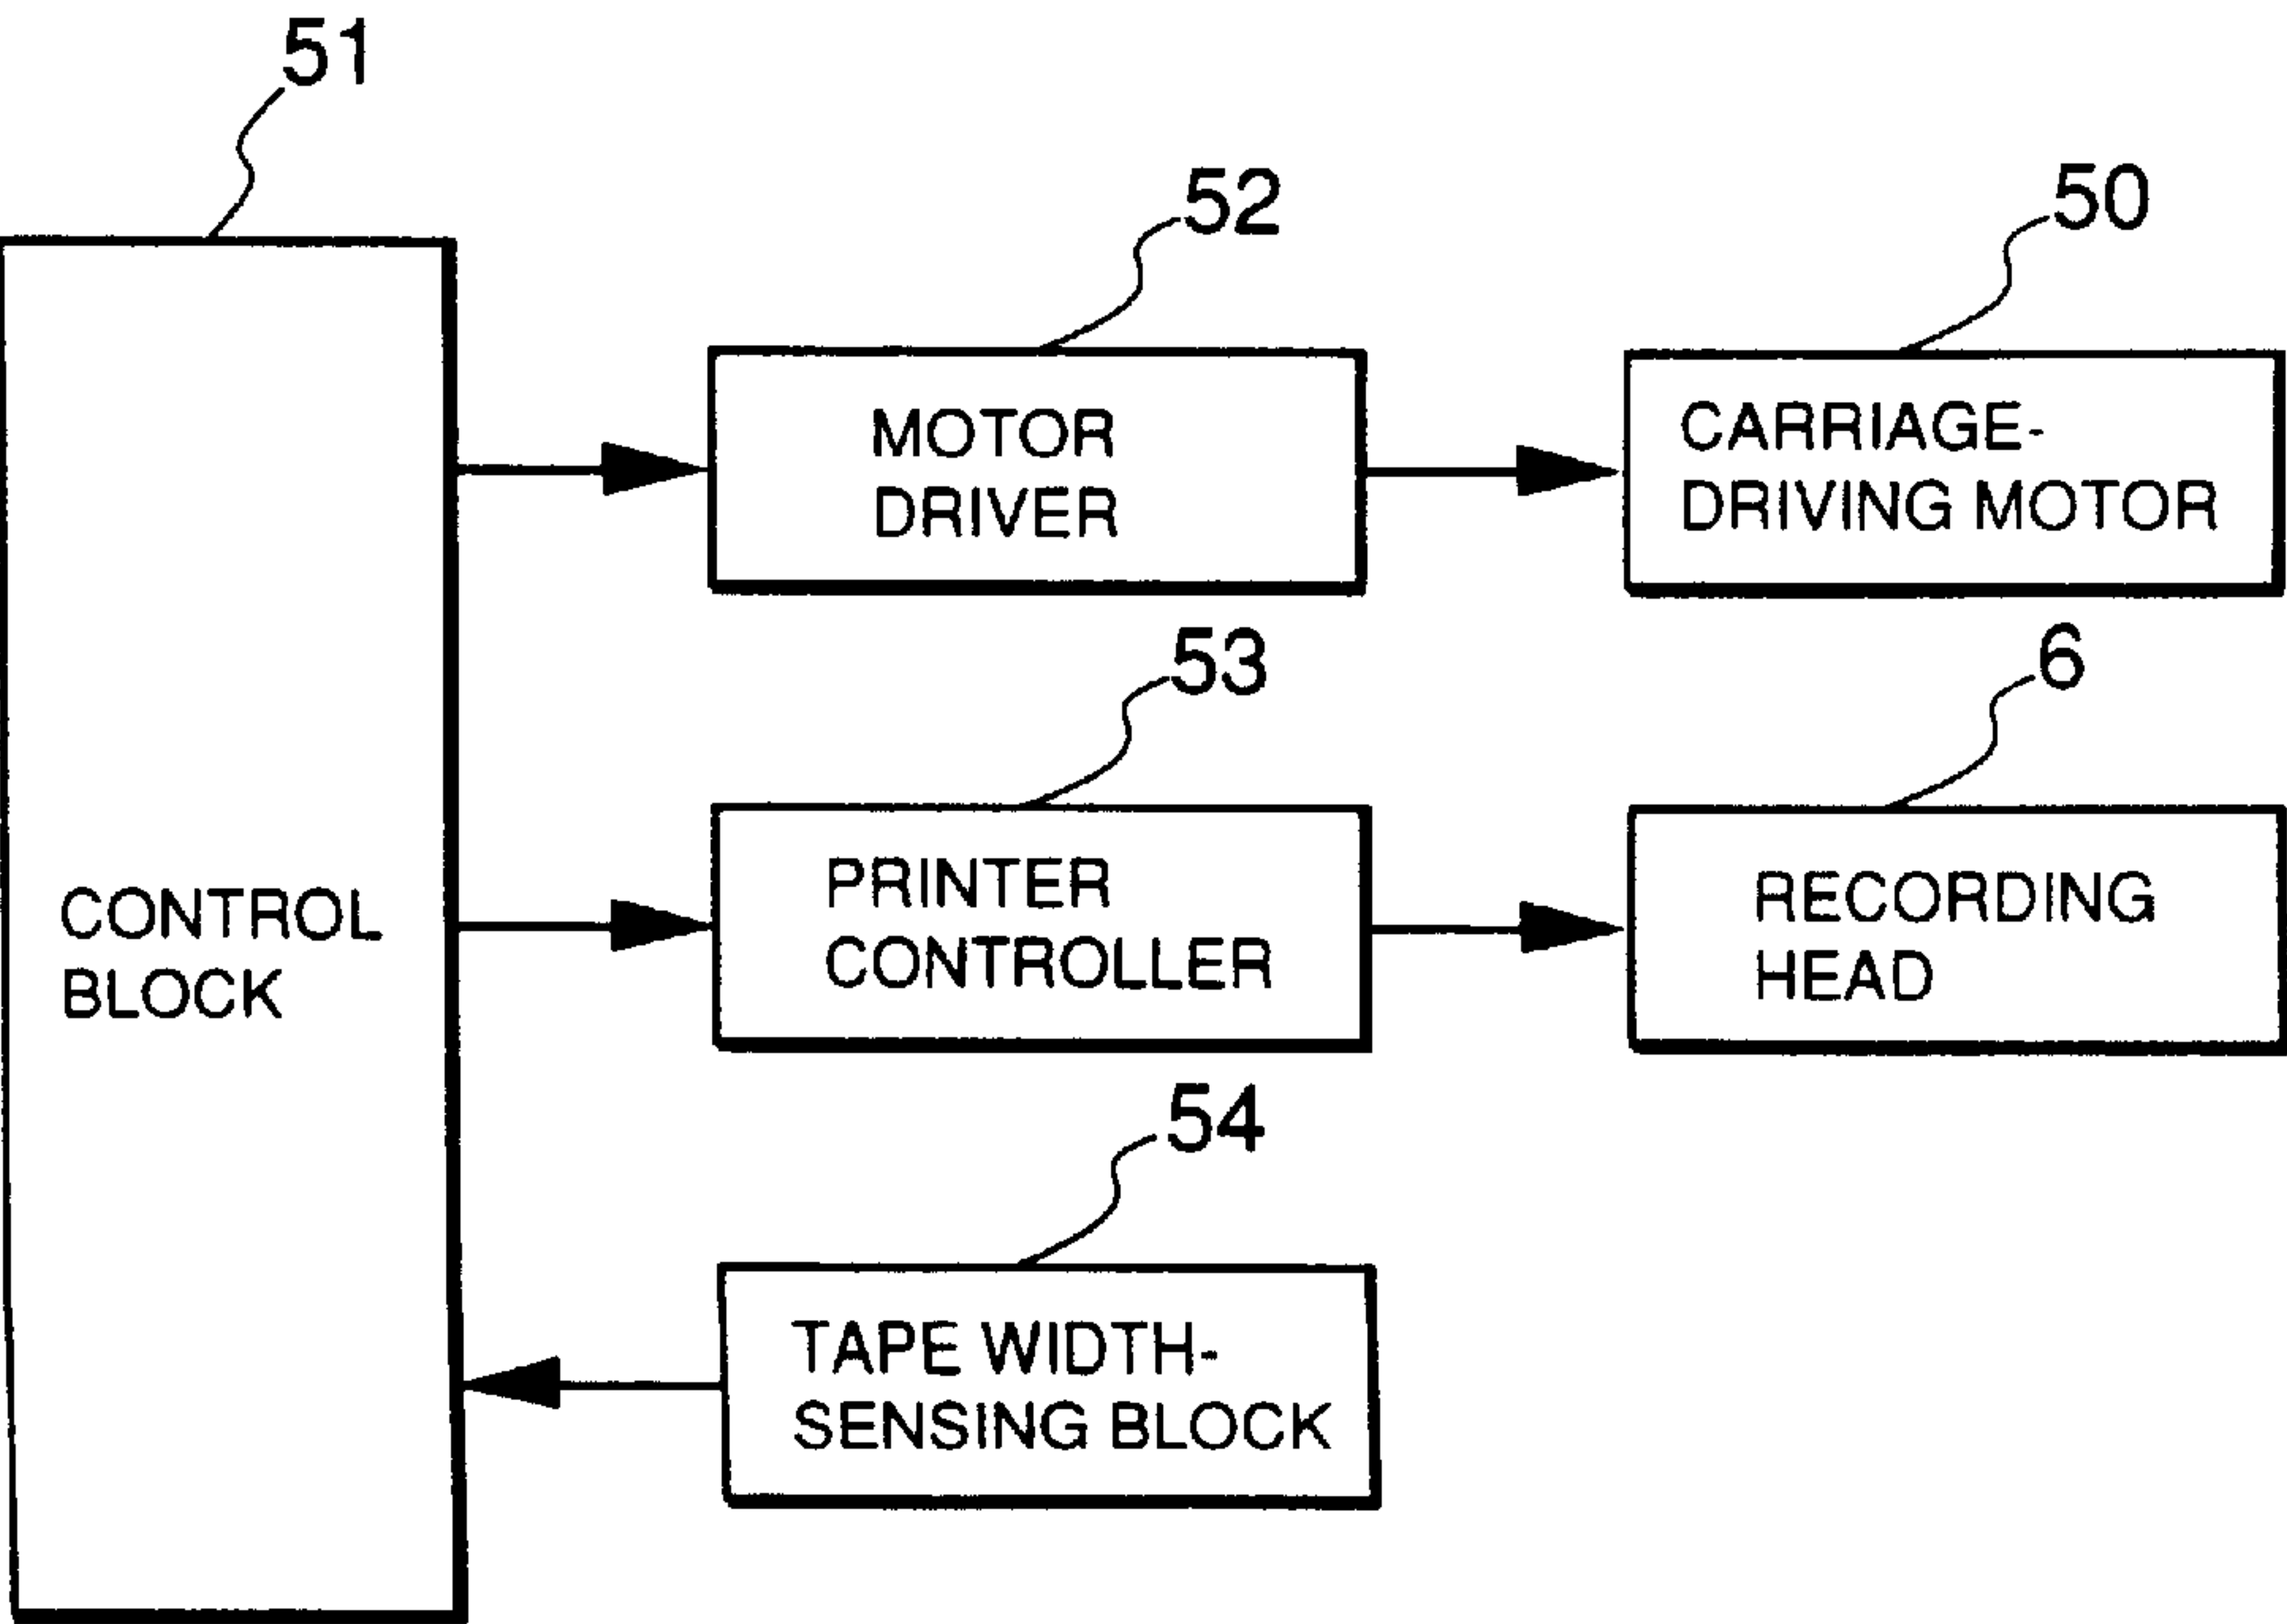 51
52
50
MOTOR
DRIVER
CARRIAGE-
DRIVING MOTOR
53
6
CONTROL
BLOCK
PRINTER
CONTROLLER
RECORDING
HEAD
54
TAPE WIDTH-
SENSING BLOCK